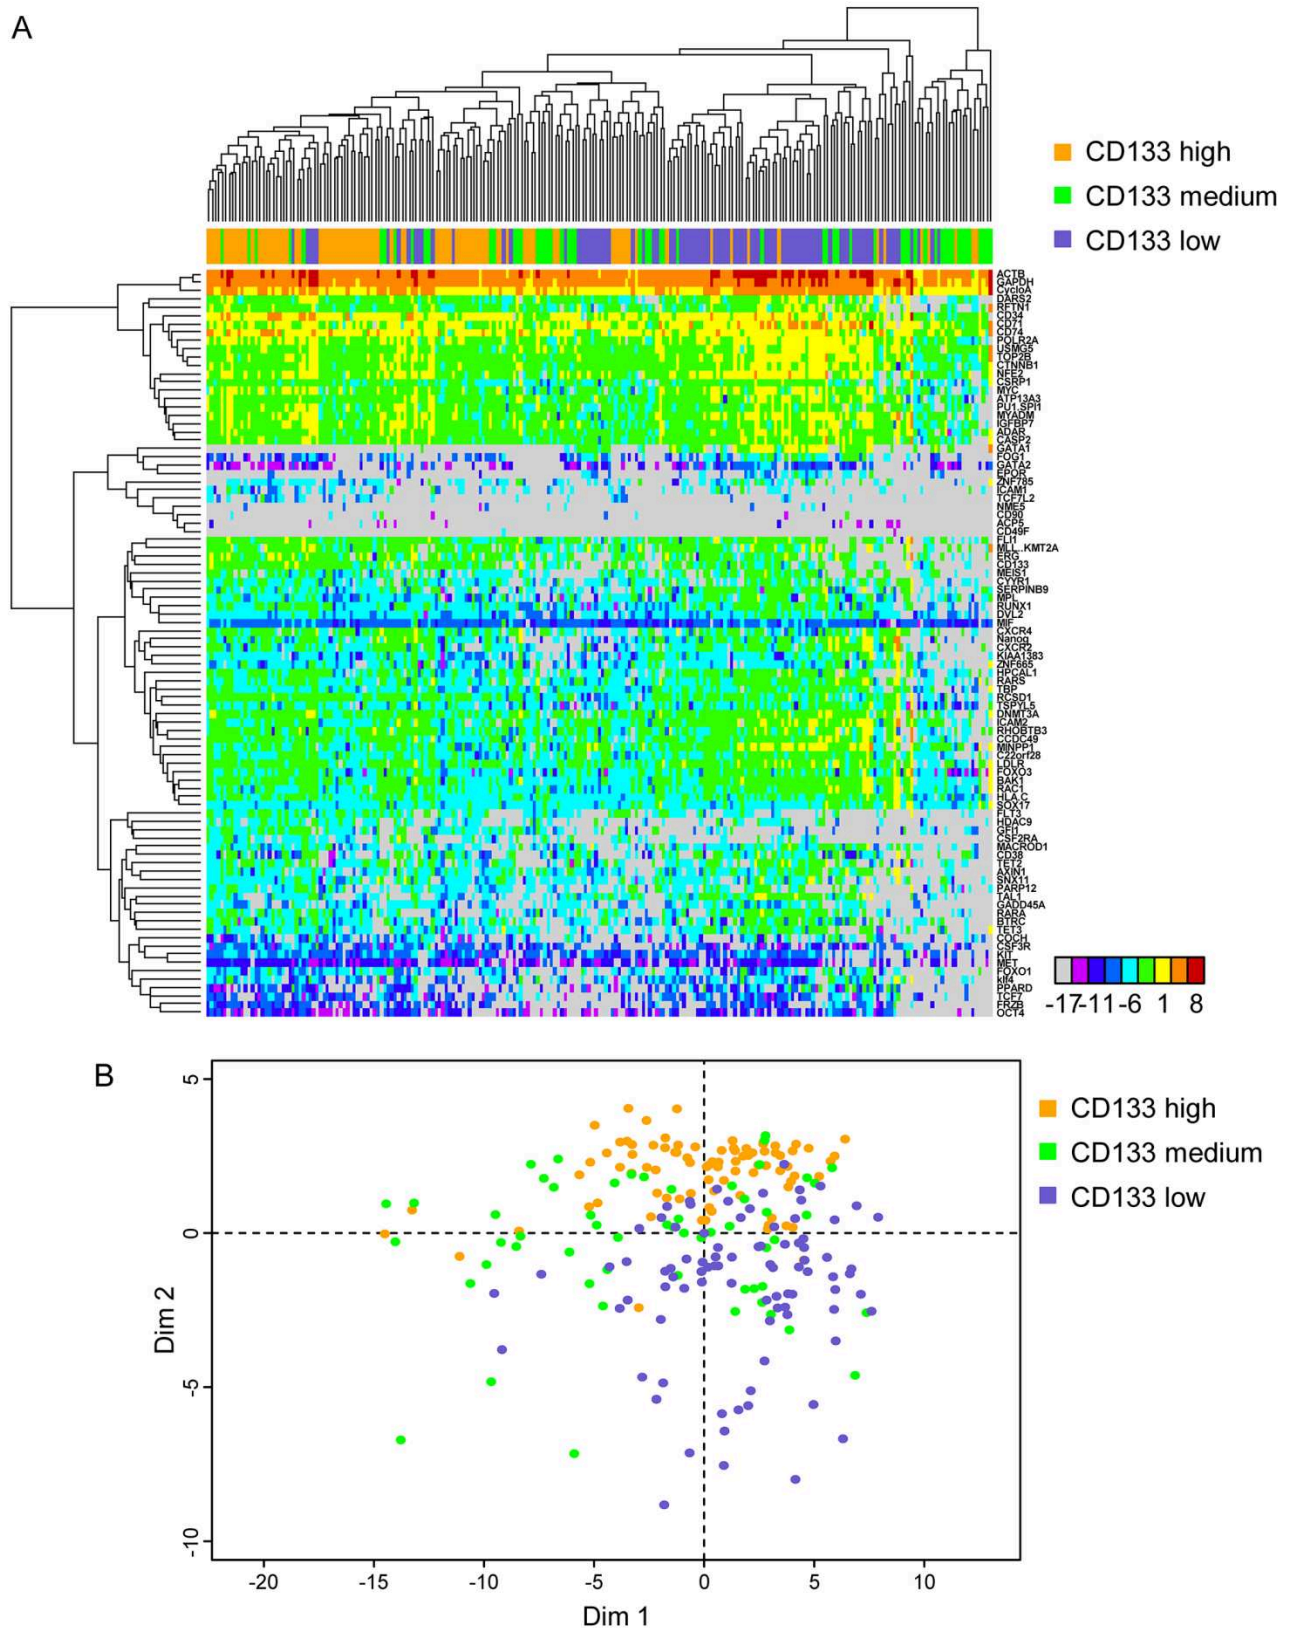 A
CD133 high
CD133 medium
CD133 low
ACTB
GAPDH
CycloA
DARS2
RFTN1
CD34
CD71
CD74
POLR2A
USMG5
TOP2B
CTNNB1
NFE2
CSRP1
MYC
ATP13A3
PU1.SPI1
MYADM
IGFBP7
ADAR
CASP2
GATA1
FOG1
GATA2
EPOR
ZNF785
ICAM1
TCF7L2
NME5
CD90
ACP5
CD49F
FLI1
MLL..KMT2A
ERG
CD133
MEIS1
CYYR1
SERPINB9
MPL
RUNX1
DVL2
MIF
CXCR4
Nanog
CXCR2
KIAA1383
ZNF665
HPCAL1
RARS
TBP
RCSD1
TSPYL5
DNMT3A
ICAM2
RHOBTB3
CCDC49
MINPP1
C22orf28
LDLR
FOXO3
BAK1
RAC1
HLA.C
SOX17
FLT3
HDAC9
GFI1
CSF2RA
MACROD1
CD38
TET2
AXIN1
SNX11
PARP12
TAL1
GADD45A
RARA
BTRC
TET3
COCH
CSF3R
KIT
MET
FOXO1
klf4
PPARD
TCF7
FRZB
OCT4
-17 -11 -6 1 8
B
CD133 high
CD133 medium
CD133 low
5
0
-5
-10
Dim 2
-20 -15 -10 -5 0 5 10
Dim 1